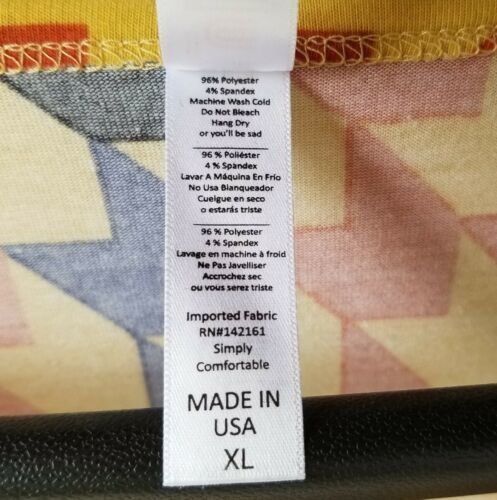 96% Polyester
4% Spandex
Machine Wash Cold
Do Not Bleach
Hang Dry
or you'll be sad
96 % Poliéster
4 % Spandex
Lavar A Máquina En Frío
No Usa Blanqueador
Cuelgue en seco
o estarás triste
96 % Polyester
4 % Spandex
Lavage en machine à froid
Ne Pas Javelliser
Accrochez sec
ou vous serez triste
Imported Fabric
RN#142161
Simply
Comfortable
MADE IN
USA
XL